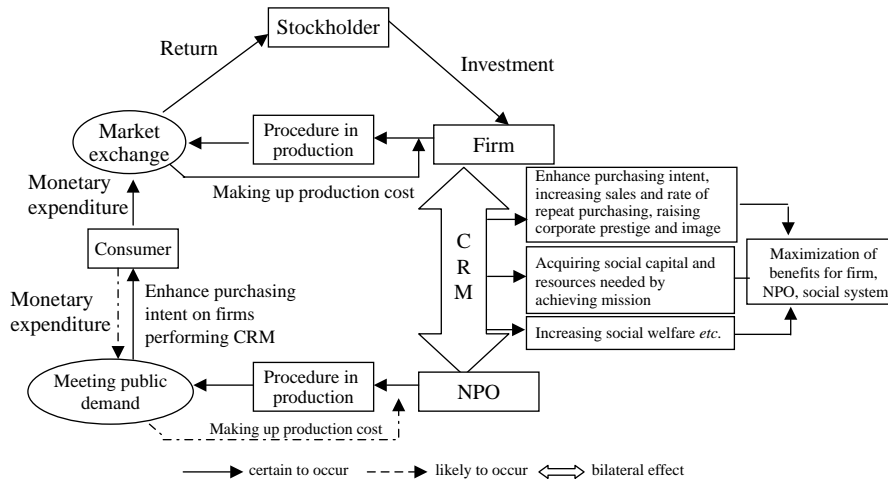 Stockholder
Return
Investment
Market
exchange
Procedure in
production
Firm
Making up production cost
Monetary
expenditure
Enhance purchasing intent,
increasing sales and rate of
repeat purchasing, raising
corporate prestige and image
Consumer
C
R
M
Acquiring social capital and
resources needed by
achieving mission
Maximization of
benefits for firm,
NPO, social system
Monetary
expenditure
Enhance purchasing
intent on firms
performing CRM
Increasing social welfare etc.
Meeting public
demand
Procedure in
production
NPO
Making up production cost
certain to occur
likely to occur
bilateral effect